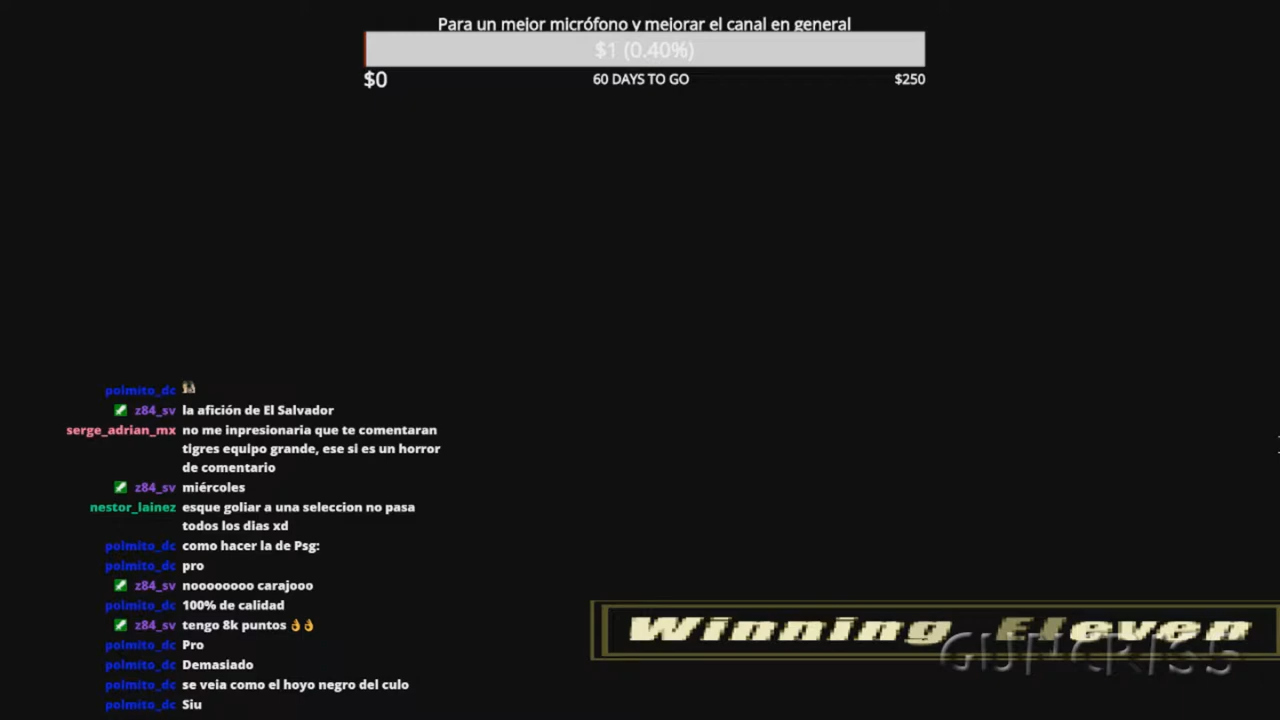 Para un mejor micrófono y mejorar el canal en general
$1 (0.40%)
$0 60 DAYS TO GO $250
polmito_dc
z84_sv la afición de El Salvador
serge_adrian_mx no me inpresionaria que te comentaran
tigres equipo grande, ese si es un horror
de comentario
z84_sv miércoles
nestor_lainez esque goliar a una seleccion no pasa
todos los dias xd
polmito_dc como hacer la de Psg:
polmito_dc pro
z84_sv noooooooo carajooo
polmito_dc 100% de calidad
z84_sv tengo 8k puntos 👌👌
polmito_dc Pro
polmito_dc Demasiado
polmito_dc se veia como el hoyo negro del culo
polmito_dc Siu
Winning Eleven